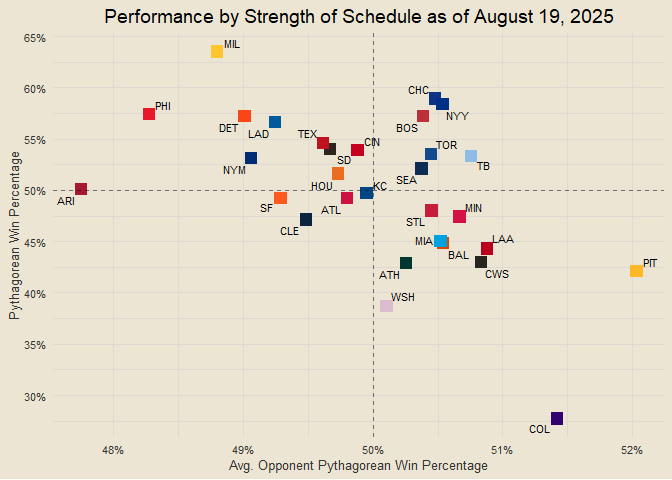 Performance by Strength of Schedule as of August 19, 2025
Pythagorean Win Percentage
65%
60%
55%
50%
45%
40%
35%
30%
MIL
PHI
DET
LAD
NYM
ARI
TEX
SD
CIN
HOU
KC
SF
ATL
CLE
CHC
NYY
BOS
TOR
TB
SEA
STL
MIN
MIA
BAL
LAA
CWS
ATH
WSH
PIT
COL
48%
49%
50%
51%
52%
Avg. Opponent Pythagorean Win Percentage